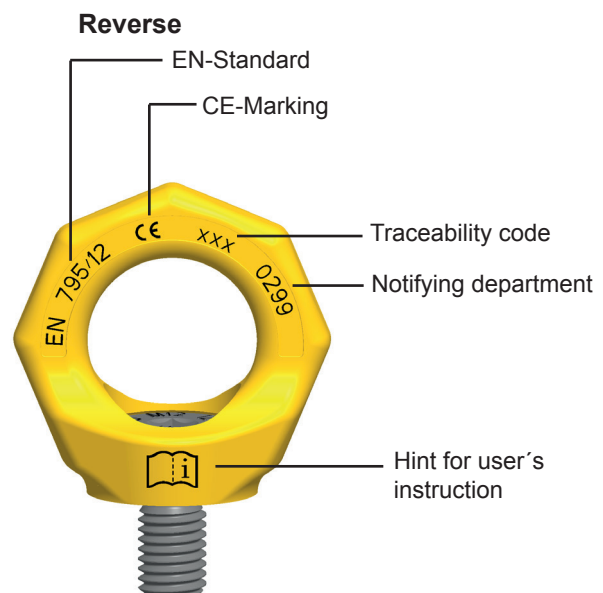 Reverse
EN-Standard
CE-Marking
EN 795/12
CE
xxx
0299
Traceability code
Notifying department
i
Hint for user´s
instruction